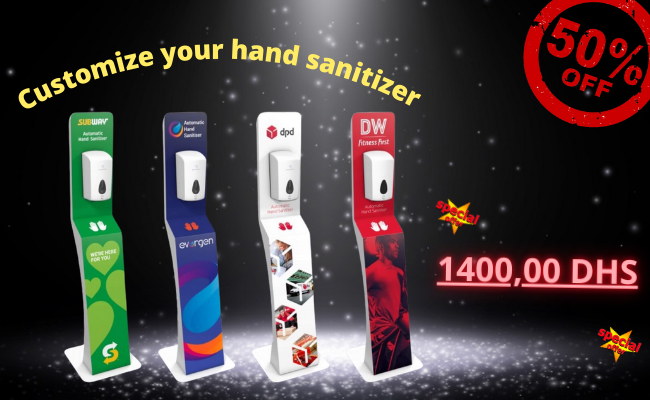 Customize your hand sanitizer
50%
OFF
SUBWAY
Automatic
Hand Sanitizer
WE'RE HERE
FOR YOU
Automatic
Hand
Sanitizer
evorgen
dpd
Automatic
Hand Sanitizer
DW
fitness first
Automatic
Hand Sanitizer
special
1400,00 DHS
special